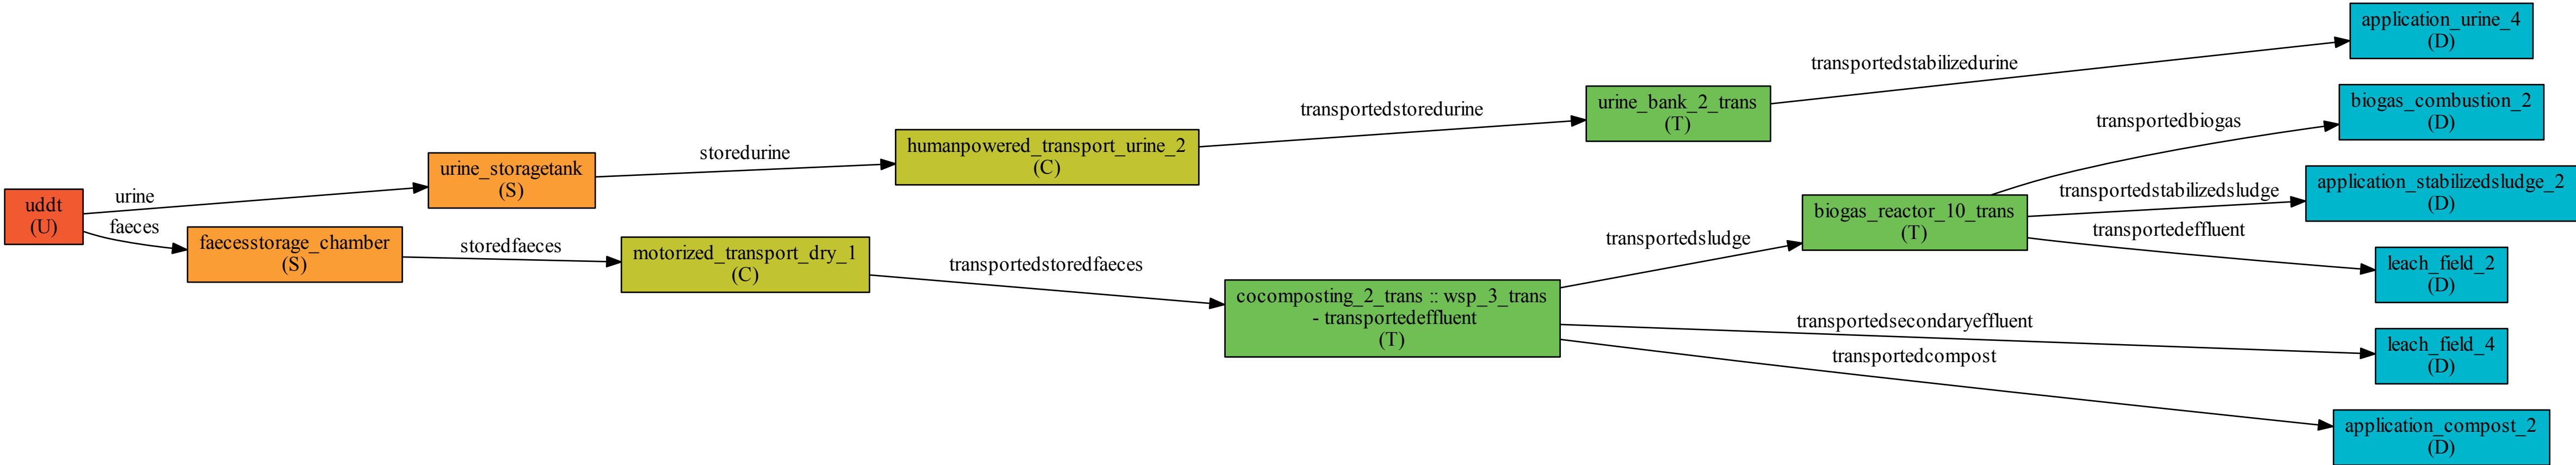 uddt
(U)
urine
faeces
urine_storagetank
(S)
faecesstorage_chamber
(S)
storedurine
storedfaeces
humanpowered_transport_urine_2
(C)
motorized_transport_dry_1
(C)
transportedstoredurine
transportedstoredfaeces
urine_bank_2_trans
(T)
cocomposting_2_trans :: wsp_3_trans
- transportedeffluent
(T)
transportedsludge
biogas_reactor_10_trans
(T)
transportedstabilizedurine
transportedbiogas
transportedstabilizedsludge
transportedeffluent
transportedsecondaryeffluent
transportedcompost
application_urine_4
(D)
biogas_combustion_2
(D)
application_stabilizedsludge_2
(D)
leach_field_2
(D)
leach_field_4
(D)
application_compost_2
(D)